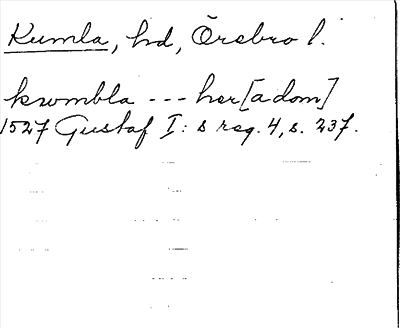 Kumla, hd, Örebro l.
kwmbla --- her[adom]
1527 Gustaf I:s reg. 4, s. 237.